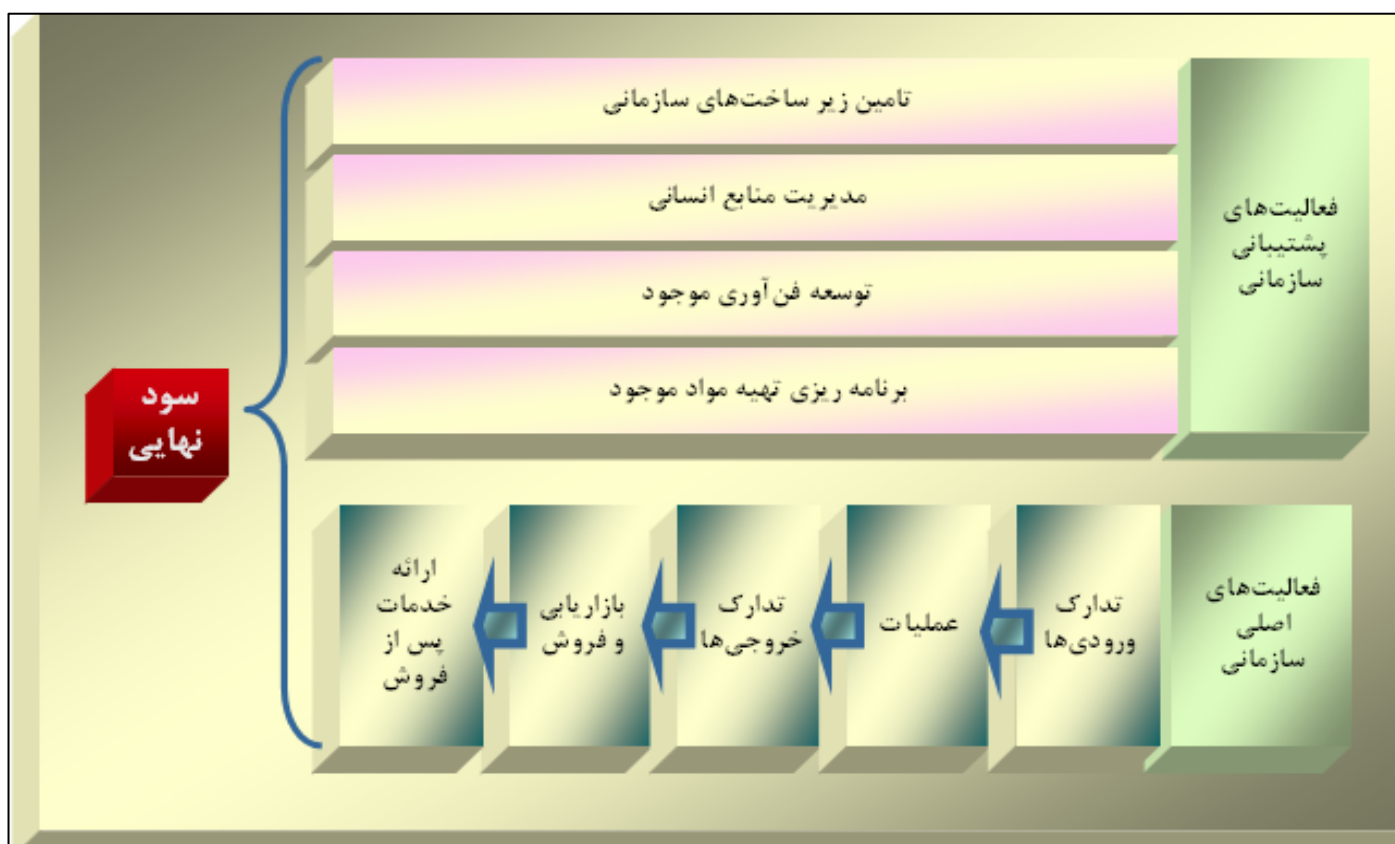 تامین زیر ساخت‌های سازمانی
مدیریت منابع انسانی
توسعه فن‌آوری موجود
برنامه ریزی تهیه مواد موجود
فعالیت‌های
پشتیبانی
سازمانی
سود
نهایی
فعالیت‌های
اصلی
سازمانی
تدارک
ورودی‌ها
عملیات
تدارک
خروجی‌ها
بازاریابی
و فروش
ارائه
خدمات
پس از
فروش